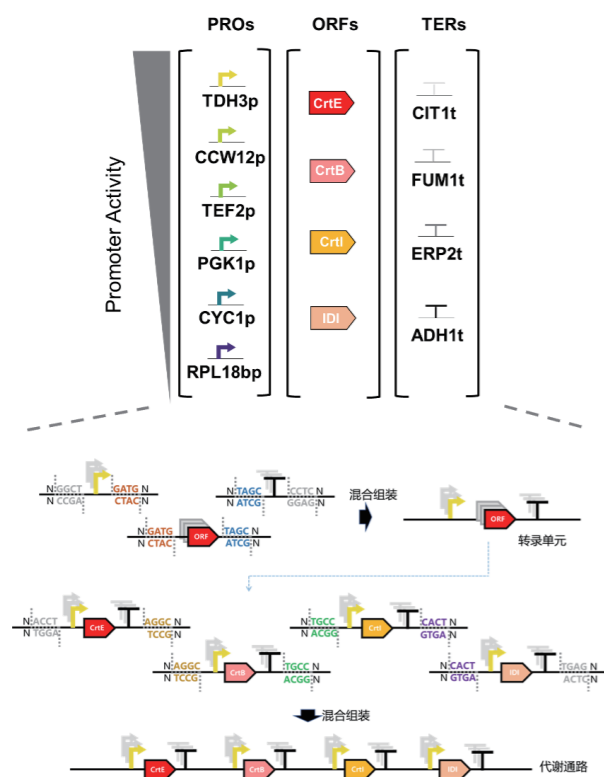 PROs ORFs TERs
Promoter Activity
TDH3p CrtE CIT1t
CCW12p CrtB FUM1t
TEF2p
PGK1p CrtI ERP2t
CYC1p IDI ADH1t
RPL18bp
N GGCT GATG N
N CCGA CTAC N
N TAGC CCTC N
N ATCG GGAG N
混合组装
N GATG ORF TAGC N
N CTAC ATCG N
ORF
转录单元
N ACCT CrtE AGGC N
N TGGA TCCG N
N TGCC CrtI CACT N
N ACGG GTGA N
N AGGC CrtB TGCC N
N TCCG ACGG N
N CACT IDI TGAG N
N GTGA ACTC N
混合组装
CrtE CrtB CrtI IDI
代谢通路